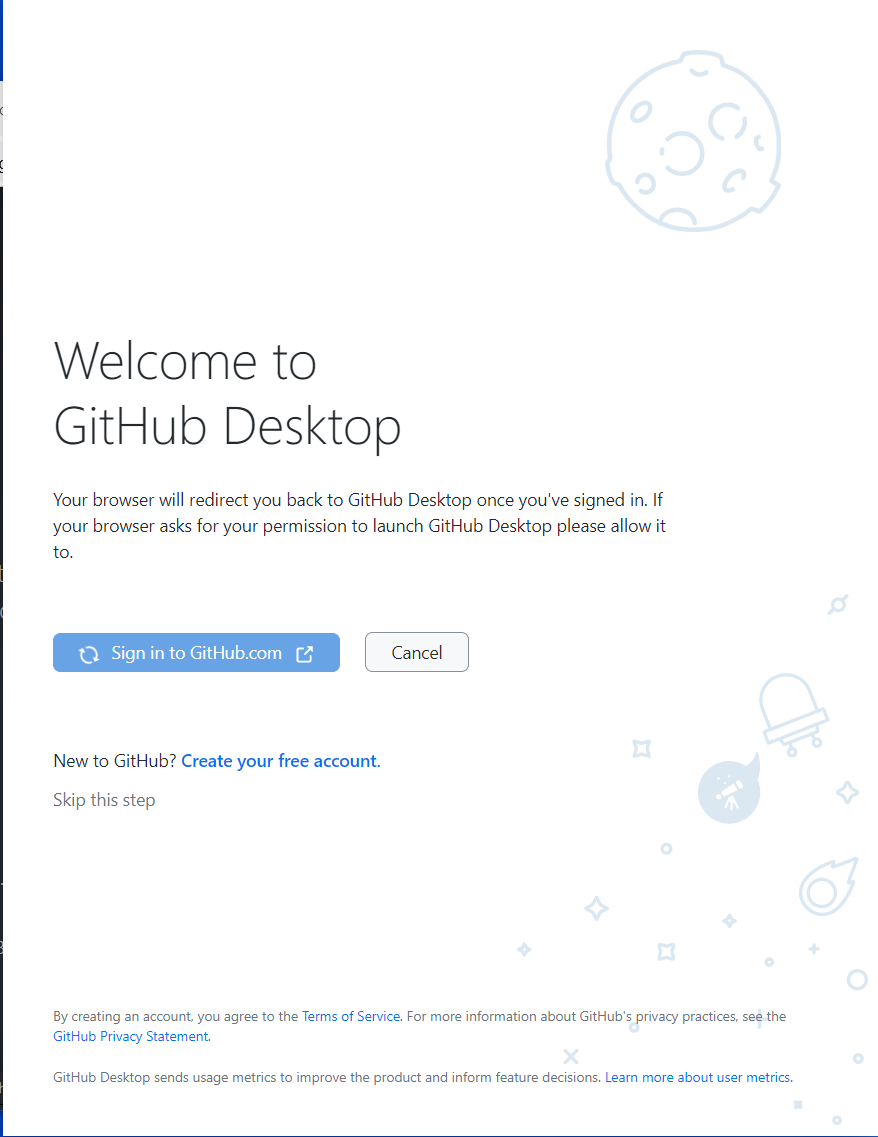 Welcome to
GitHub Desktop
Your browser will redirect you back to GitHub Desktop once you've signed in. If
your browser asks for your permission to launch GitHub Desktop please allow it
to.
Sign in to GitHub.com
Cancel
New to GitHub? Create your free account.
Skip this step
By creating an account, you agree to the Terms of Service. For more information about GitHub's privacy practices, see the
GitHub Privacy Statement.
GitHub Desktop sends usage metrics to improve the product and inform feature decisions. Learn more about user metrics.